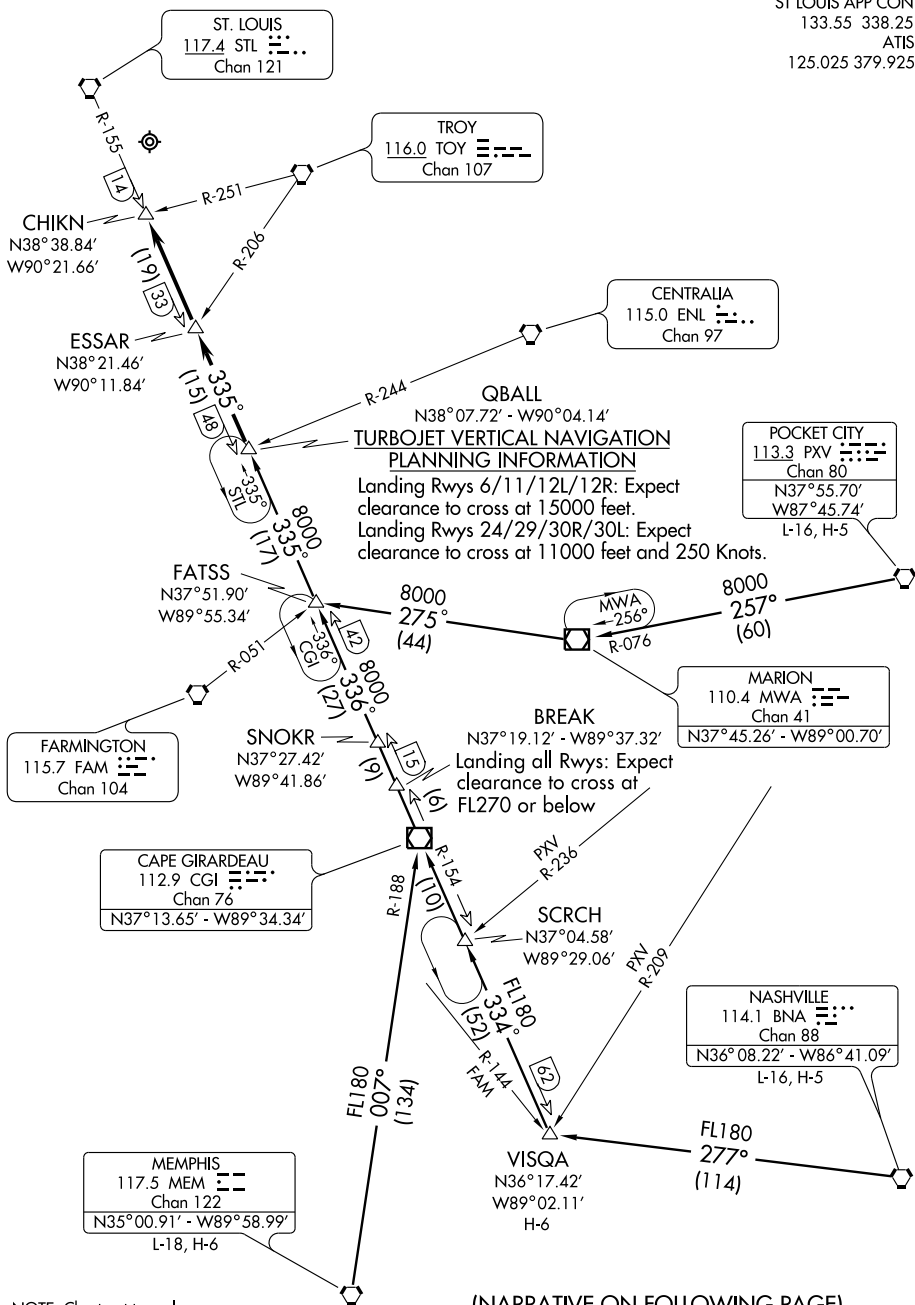 ST LOUIS APP CON
133.55 338.25
ATIS
125.025 379.925
ST. LOUIS
117.4 STL
Chan 121
TROY
116.0 TOY
Chan 107
R-155
14
R-251
R-206
CHIKN
N38°38.84'
W90°21.66'
(19)
33
CENTRALIA
115.0 ENL
Chan 97
ESSAR
N38°21.46'
W90°11.84'
335°
(15)
48
R-244
QBALL
N38°07.72' - W90°04.14'
TURBOJET VERTICAL NAVIGATION
PLANNING INFORMATION
Landing Rwys 6/11/12L/12R: Expect
clearance to cross at 15000 feet.
Landing Rwys 24/29/30R/30L: Expect
clearance to cross at 11000 feet and 250 Knots.
POCKET CITY
113.3 PXV
Chan 80
N37°55.70'
W87°45.74'
L-16, H-5
335°
STL
8000
335°
(17)
FATSS
N37°51.90'
W89°55.34'
8000
275°
(44)
MWA
256°
R-076
8000
257°
(60)
R-051
336°
CGI
42
8000
336°
(27)
MARION
110.4 MWA
Chan 41
N37°45.26' - W89°00.70'
FARMINGTON
115.7 FAM
Chan 104
SNOKR
N37°27.42'
W89°41.86'
(9)
15
(6)
BREAK
N37°19.12' - W89°37.32'
Landing all Rwys: Expect
clearance to cross at
FL270 or below
CAPE GIRARDEAU
112.9 CGI
Chan 76
N37°13.65' - W89°34.34'
R-188
R-154
(10)
PXV
R-236
SCRCH
N37°04.58'
W89°29.06'
PXV
R-209
FL180
334°
(52)
R-144
FAM
62
NASHVILLE
114.1 BNA
Chan 88
N36°08.22' - W86°41.09'
L-16, H-5
FL180
007°
(134)
FL180
277°
(114)
VISQA
N36°17.42'
W89°02.11'
H-6
MEMPHIS
117.5 MEM
Chan 122
N35°00.91' - W89°58.99'
L-18, H-6
(NARRATIVE ON FOLLOWING PAGE)